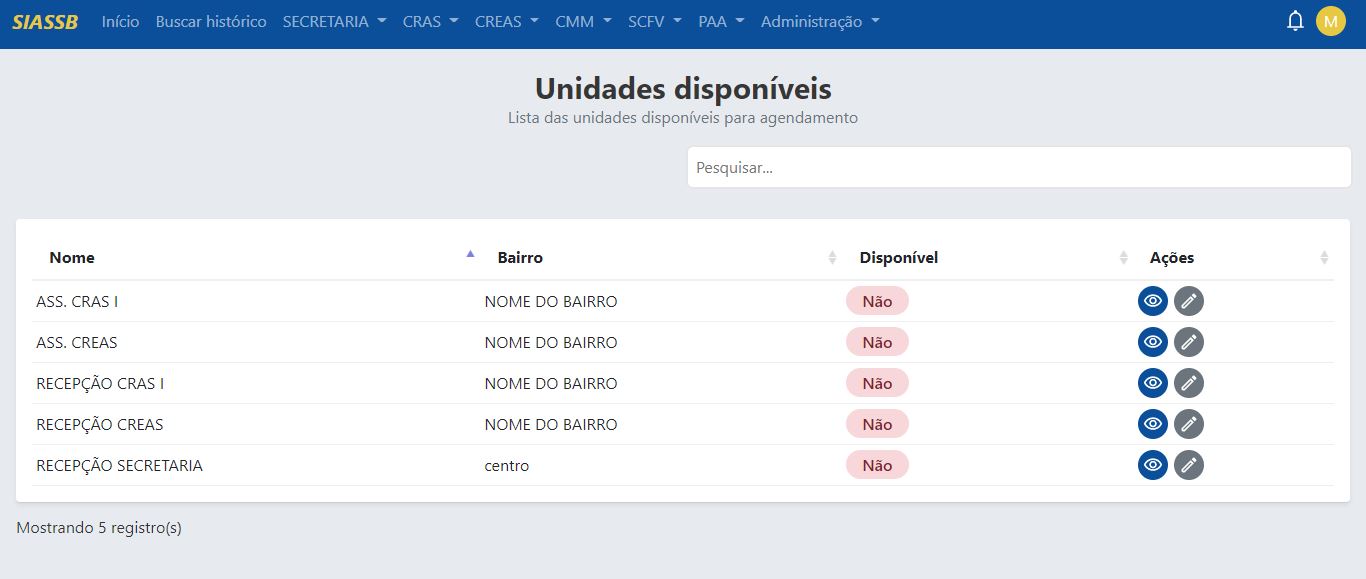 SIASSB Início Buscar histórico SECRETARIA CRAS CREAS CMM SCFV PAA Administração M
Unidades disponíveis
Lista das unidades disponíveis para agendamento
Pesquisar...
Nome Bairro Disponível Ações
ASS. CRAS I NOME DO BAIRRO Não
ASS. CREAS NOME DO BAIRRO Não
RECEPÇÃO CRAS I NOME DO BAIRRO Não
RECEPÇÃO CREAS NOME DO BAIRRO Não
RECEPÇÃO SECRETARIA centro Não
Mostrando 5 registro(s)